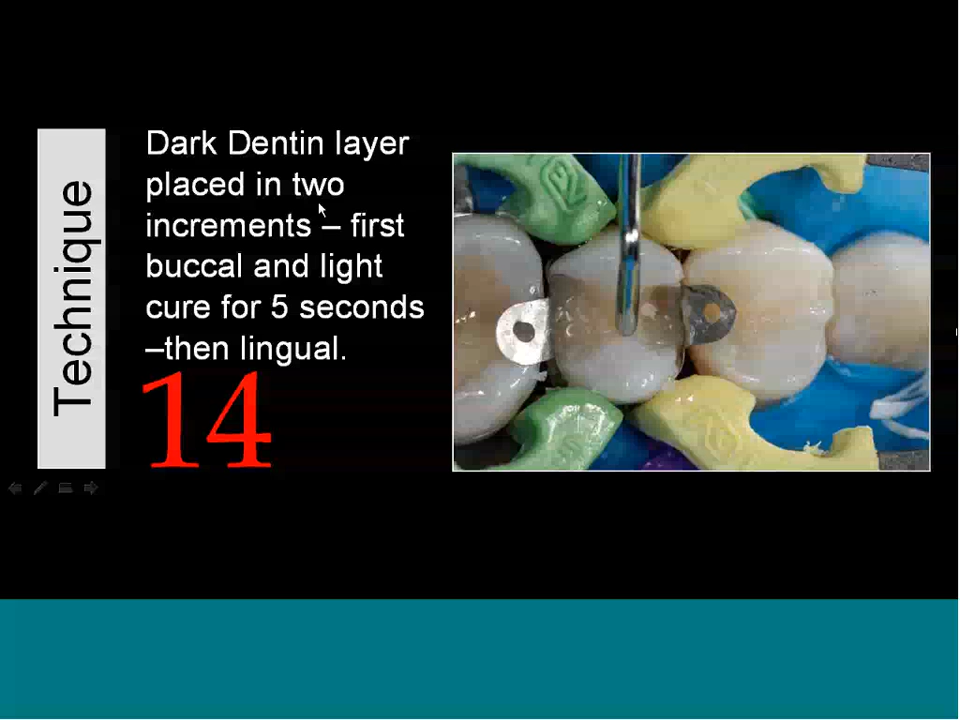 Technique
Dark Dentin layer
placed in two
increments – first
buccal and light
cure for 5 seconds
–then lingual.
14